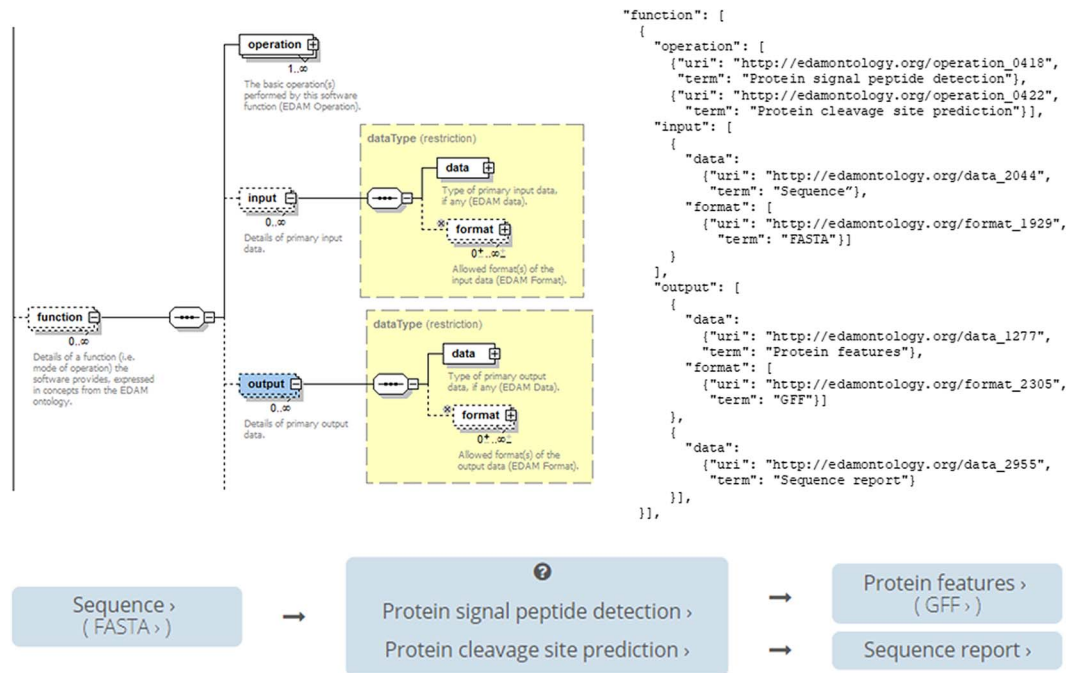 operation
1..∞
The basic operation(s)
performed by this software
function (EDAM Operation).
dataType (restriction)
data
Type of primary input data,
if any (EDAM data).
input
0..∞
Details of primary input
data.
format
0..∞
Allowed format(s) of the
input data (EDAM Format).
function
0..∞
Details of a function (i.e.
mode of operation) the
software provides, expressed
in concepts from the EDAM
ontology.
dataType (restriction)
data
Type of primary output
data, if any (EDAM Data).
output
0..∞
Details of primary output
data.
format
0..∞
Allowed format(s) of the
output data (EDAM Format).
"function": [
{
"operation": [
{"uri": "http://edamontology.org/operation_0418",
"term": "Protein signal peptide detection"},
{"uri": "http://edamontology.org/operation_0422",
"term": "Protein cleavage site prediction"}],
"input": [
{
"data":
{"uri": "http://edamontology.org/data_2044",
"term": "Sequence"},
"format": [
{"uri": "http://edamontology.org/format_1929",
"term": "FASTA"}]
}
],
"output": [
{
"data":
{"uri": "http://edamontology.org/data_1277",
"term": "Protein features"},
"format": [
{"uri": "http://edamontology.org/format_2305",
"term": "GFF"}]
},
{
"data":
{"uri": "http://edamontology.org/data_2955",
"term": "Sequence report"}
}],
}],
Sequence ›
( FASTA › )
→
?
Protein signal peptide detection ›
Protein cleavage site prediction ›
→
Protein features ›
( GFF › )
→
Sequence report ›